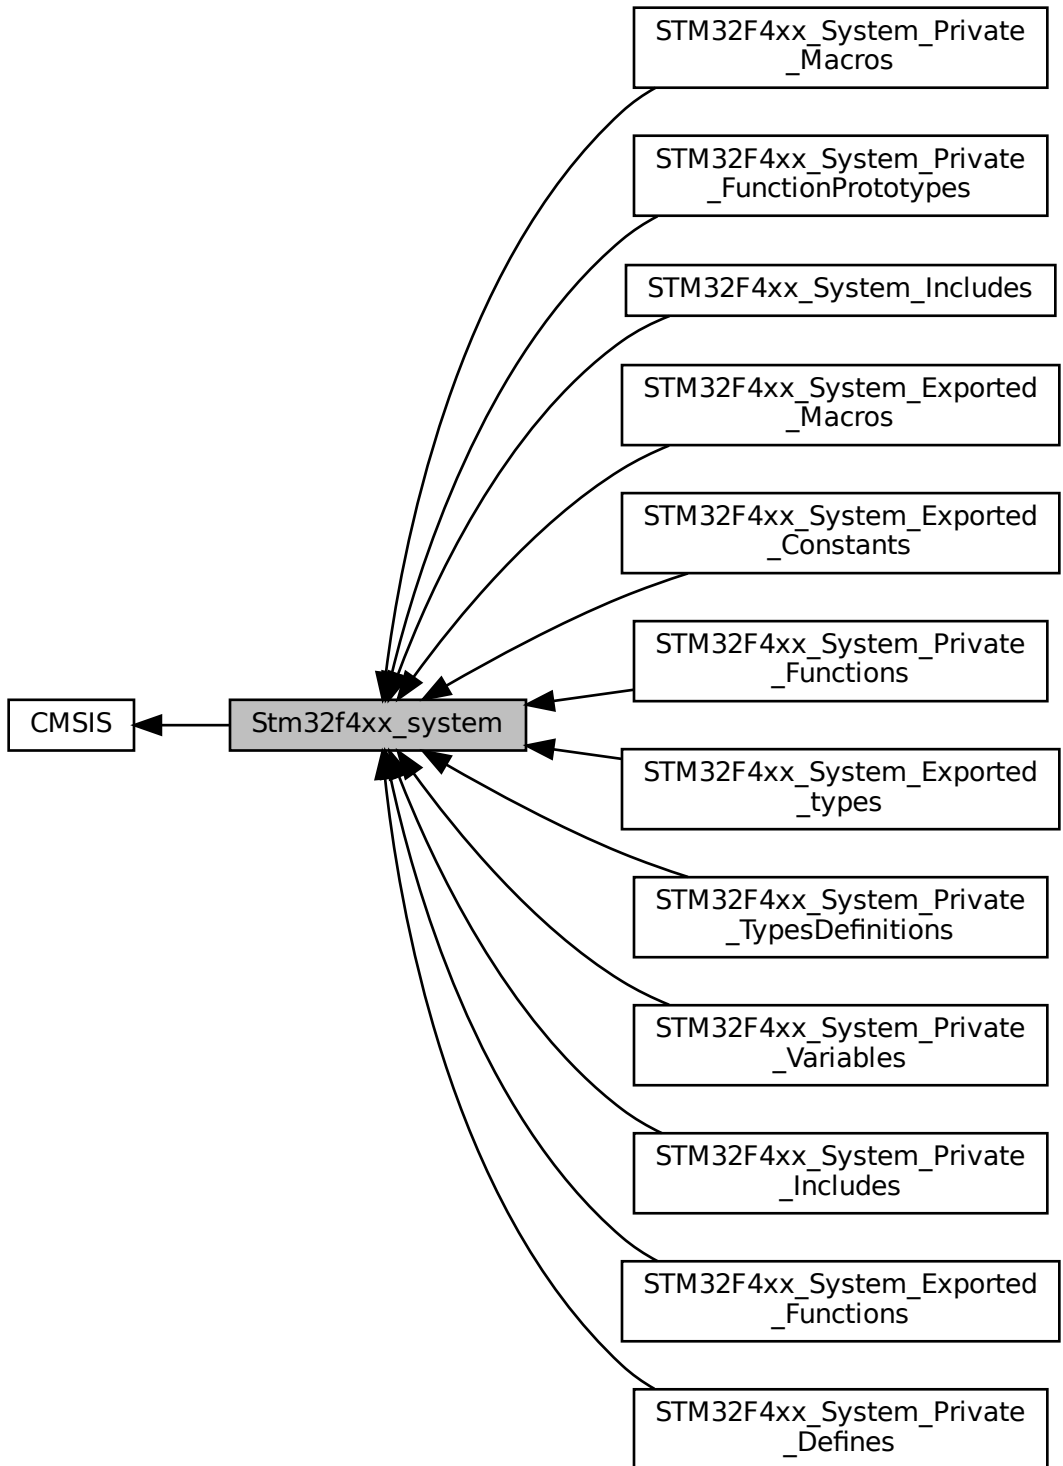 STM32F4xx_System_Private
_Macros
STM32F4xx_System_Private
_FunctionPrototypes
STM32F4xx_System_Includes
STM32F4xx_System_Exported
_Macros
STM32F4xx_System_Exported
_Constants
STM32F4xx_System_Private
_Functions
CMSIS
Stm32f4xx_system
STM32F4xx_System_Exported
_types
STM32F4xx_System_Private
_TypesDefinitions
STM32F4xx_System_Private
_Variables
STM32F4xx_System_Private
_Includes
STM32F4xx_System_Exported
_Functions
STM32F4xx_System_Private
_Defines